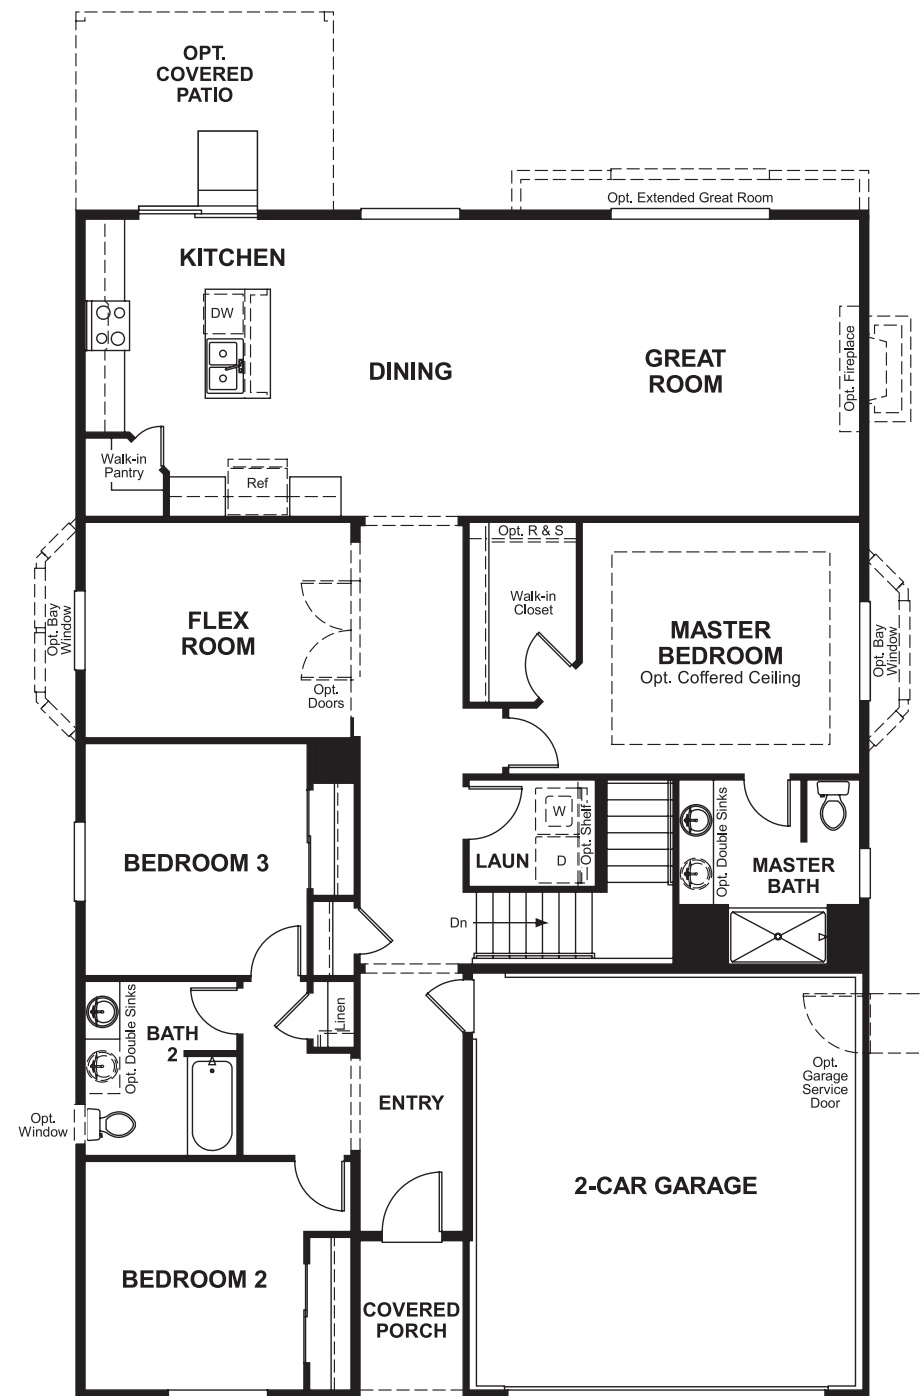 OPT.
COVERED
PATIO
Opt. Extended Great Room
KITCHEN
DW
DINING
GREAT
ROOM
Opt. Fireplace
Walk-in
Pantry
Ref
Opt. R & S
Walk-in
Closet
FLEX
ROOM
Opt. Bay
Window
Opt.
Doors
MASTER
BEDROOM
Opt. Coffered Ceiling
Opt. Bay
Window
BEDROOM 3
LAUN
W
D
Opt. Shelf
Opt. Double Sinks
MASTER
BATH
Dn
Linen
Opt. Double Sinks
BATH
2
Opt.
Window
ENTRY
Opt.
Garage
Service
Door
2-CAR GARAGE
BEDROOM 2
COVERED
PORCH